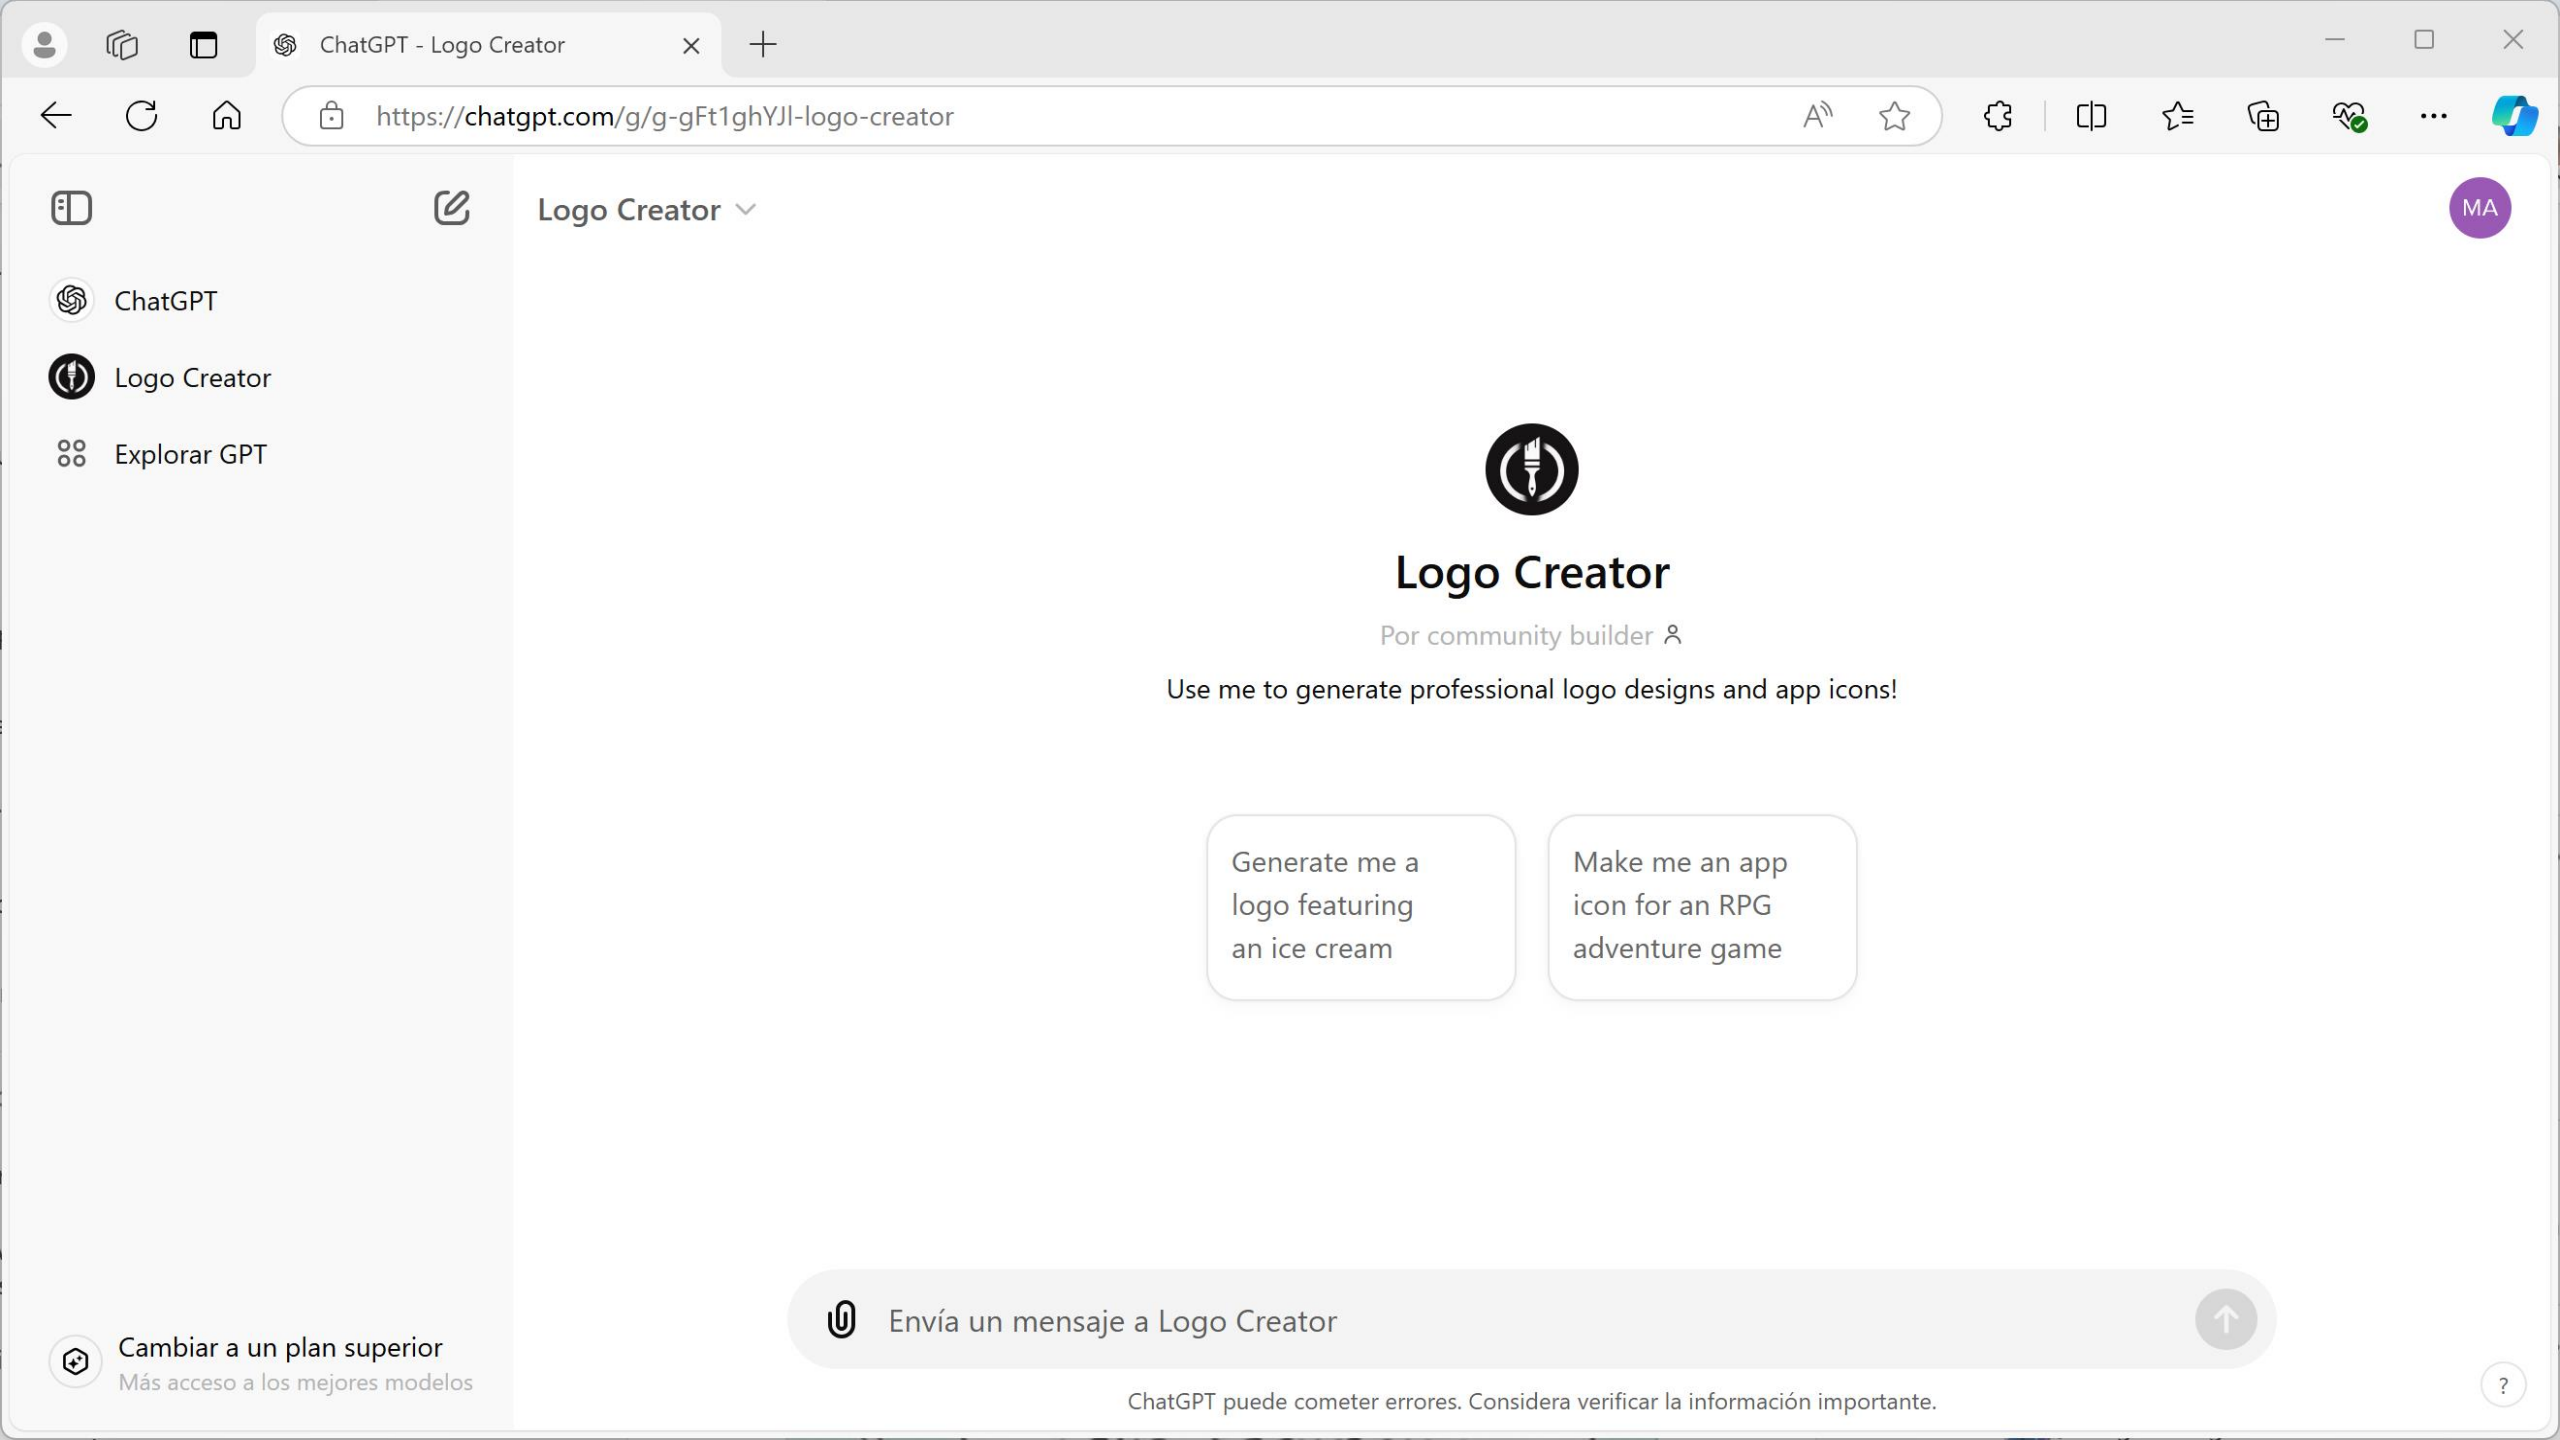 ChatGPT - Logo Creator
https://chatgpt.com/g/g-gFt1ghYJl-logo-creator
Logo Creator
MA
ChatGPT
Logo Creator
Explorar GPT
Logo Creator
Por community builder
Use me to generate professional logo designs and app icons!
Generate me a
logo featuring
an ice cream
Make me an app
icon for an RPG
adventure game
Envía un mensaje a Logo Creator
Cambiar a un plan superior
Más acceso a los mejores modelos
ChatGPT puede cometer errores. Considera verificar la información importante.
?